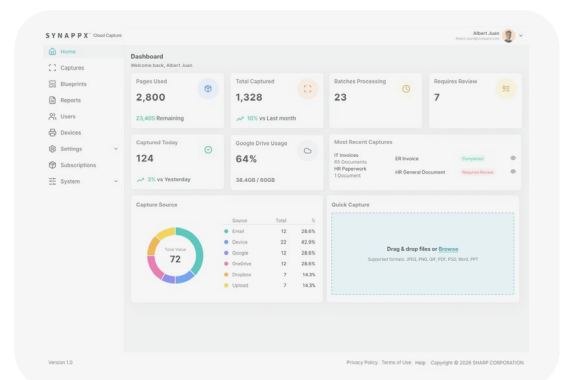 SYNAPPX™ Cloud Capture
Albert Juan
Home
Captures
Blueprints
Reports
Users
Devices
Settings
Subscriptions
System
Dashboard
Welcome back, Albert Juan
Pages Used
2,800
23,405 Remaining
Total Captured
1,328
10% vs Last month
Batches Processing
23
Requires Review
7
Captured Today
124
3% vs Yesterday
Google Drive Usage
64%
38.4GB / 60GB
Most Recent Captures
IT Invoices
85 Documents
ER Invoice
Completed
HR Paperwork
1 Document
HR General Document
Required Review
Capture Source
Total Value
72
Source Total %
Email 12 28.6%
Device 22 42.9%
Google 12 28.6%
OneDrive 12 28.6%
Dropbox 7 14.3%
Upload 7 14.3%
Quick Capture
Drag & drop files or Browse
Supported formats: JPEG, PNG, GIF, PDF, PSD, Word, PPT
Version 1.0
Privacy Policy Terms of Use Help Copyright © 2026 SHARP CORPORATION